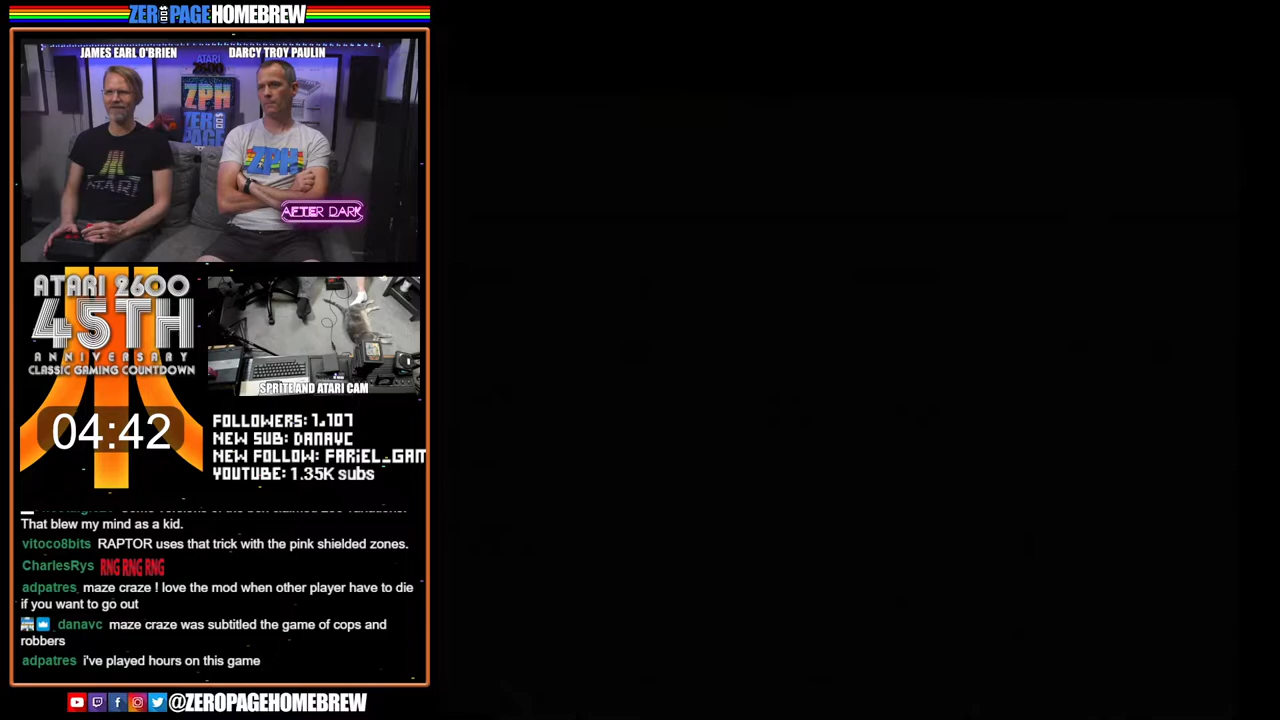 ZEROPAGE HOMEBREW
JAMES EARL O'BRIEN
DARCY TROY PAULIN
ATARI
2600
ZPH
ZERO
PAGE
ZPH
ATARI
AFTER DARK
ATARI 2600
45TH
ANNIVERSARY
CLASSIC GAMING COUNTDOWN
04:42
SPRITE AND ATARI CAM
FOLLOWERS: 1,107
NEW SUB: DANAVC
NEW FOLLOW: FARIEL_GAM
YOUTUBE: 1.35K subs
That blew my mind as a kid.
vitoco8bits RAPTOR uses that trick with the pink shielded zones.
CharlesRys RNG RNG RNG
adpatres maze craze ! love the mod when other player have to die
if you want to go out
danavc maze craze was subtitled the game of cops and
robbers
adpatres i've played hours on this game
@ZEROPAGEHOMEBREW